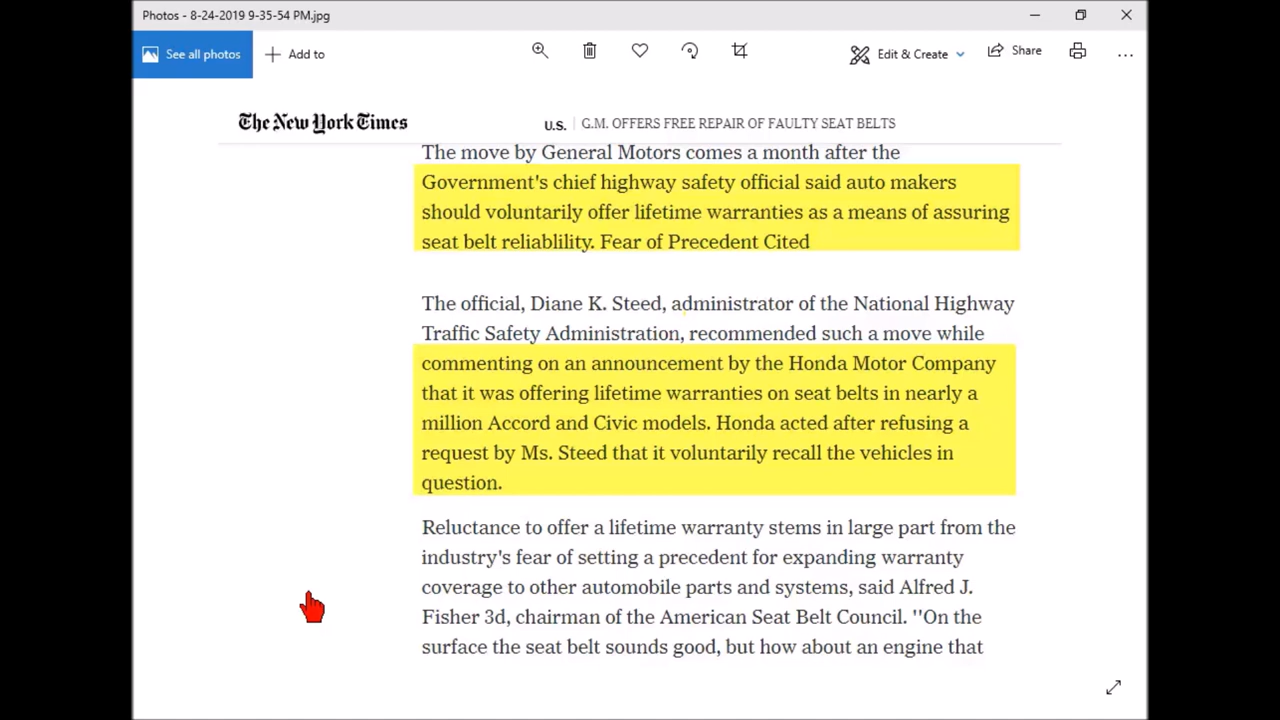 Photos - 8-24-2019 9-35-54 PM.jpg
See all photos
Add to
Edit & Create
Share
The New York Times
U.S. | G.M. OFFERS FREE REPAIR OF FAULTY SEAT BELTS
The move by General Motors comes a month after the
Government's chief highway safety official said auto makers
should voluntarily offer lifetime warranties as a means of assuring
seat belt reliablility. Fear of Precedent Cited
The official, Diane K. Steed, administrator of the National Highway
Traffic Safety Administration, recommended such a move while
commenting on an announcement by the Honda Motor Company
that it was offering lifetime warranties on seat belts in nearly a
million Accord and Civic models. Honda acted after refusing a
request by Ms. Steed that it voluntarily recall the vehicles in
question.
Reluctance to offer a lifetime warranty stems in large part from the
industry's fear of setting a precedent for expanding warranty
coverage to other automobile parts and systems, said Alfred J.
Fisher 3d, chairman of the American Seat Belt Council. ''On the
surface the seat belt sounds good, but how about an engine that